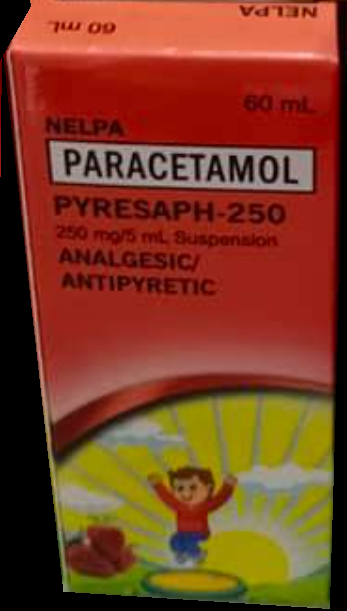 60 mL
NELPA
60 mL
NELPA
PARACETAMOL
PYRESAPH-250
250 mg/5 mL Suspension
ANALGESIC/
ANTIPYRETIC